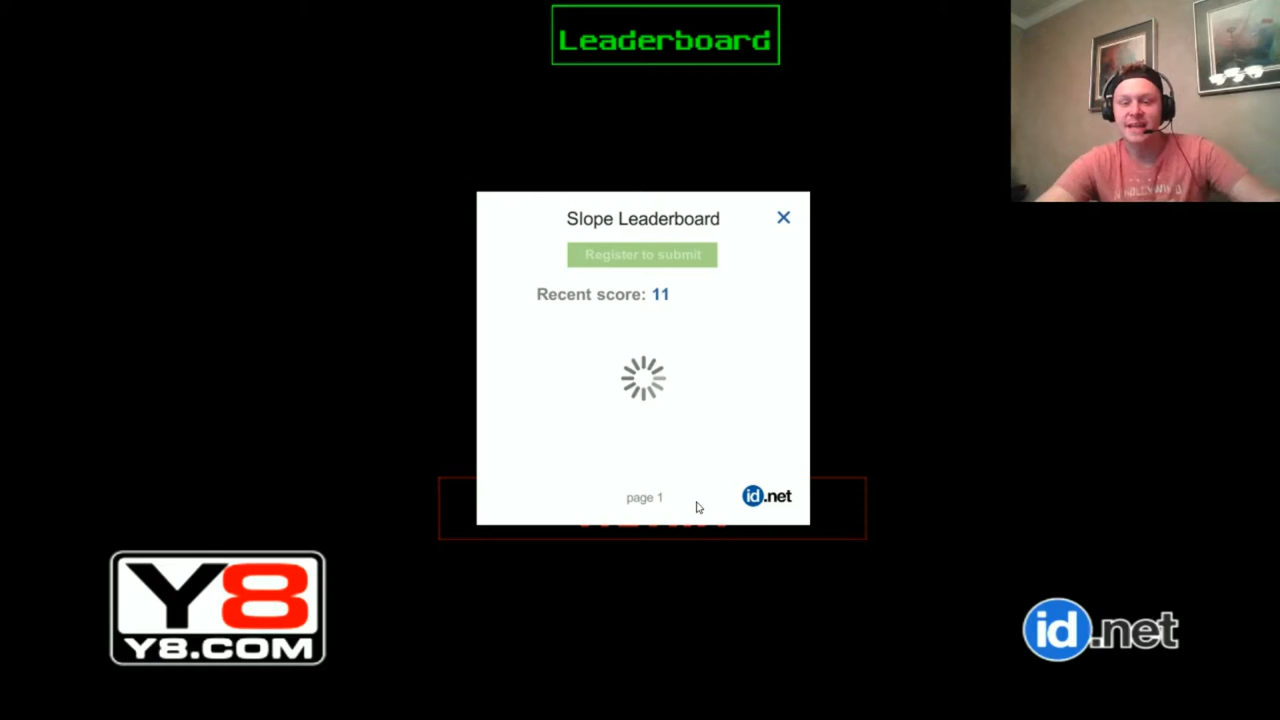 Leaderboard
Slope Leaderboard
Register to submit
Recent score: 11
page 1
id.net
Y8
Y8.COM
id.net